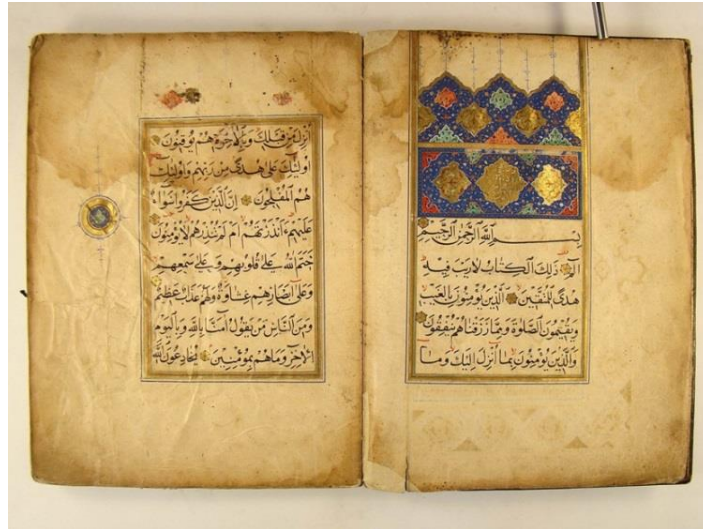 بسم الله الرحمن الرحيم
الم ذلك الكتاب لا ريب فيه
هدى للمتقين الذين يؤمنون بالغيب
ويقيمون الصلوة ومما رزقناهم ينفقون
والذين يؤمنون بما انزل اليك وما
انزل من قبلك وبالاخرة هم يوقنون
اولئك على هدى من ربهم واولئك
هم المفلحون ان الذين كفروا سواء
عليهم ءانذرتهم ام لم تنذرهم لا يؤمنون
ختم الله على قلوبهم وعلى سمعهم
وعلى ابصارهم غشاوة ولهم عذاب عظيم
ومن الناس من يقول امنا بالله وباليوم
الاخر وما هم بمؤمنين يخادعون الله